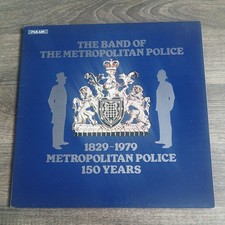 THE BAND OF
THE METROPOLITAN POLICE
1829-1979
METROPOLITAN POLICE
150 YEARS